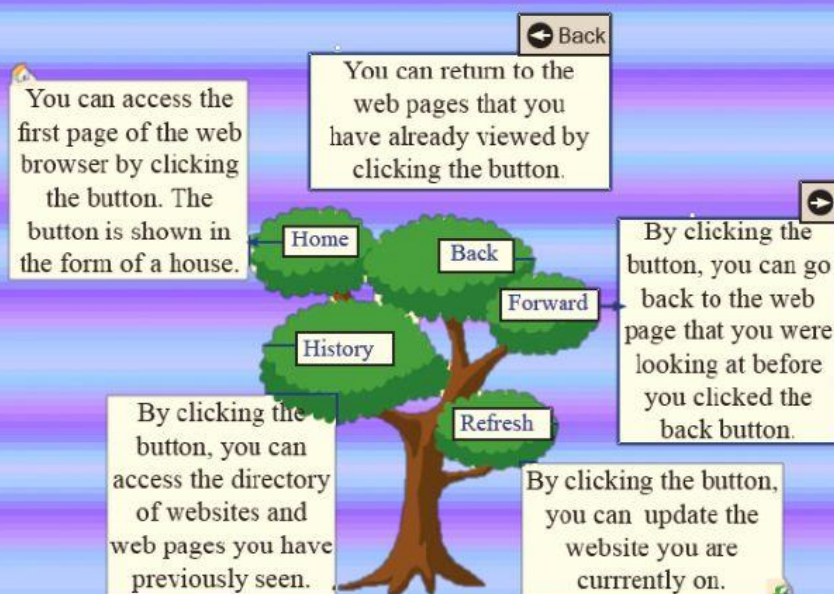 Back
You can return to the
web pages that you
have already viewed by
clicking the button.
You can access the
first page of the web
browser by clicking
the button. The
button is shown in
the form of a house.
Home
Back
Forward
History
Refresh
By clicking the
button, you can go
back to the web
page that you were
looking at before
you clicked the
back button.
By clicking the
button, you can
access the directory
of websites and
web pages you have
previously seen.
By clicking the button,
you can update the
website you are
currrently on.